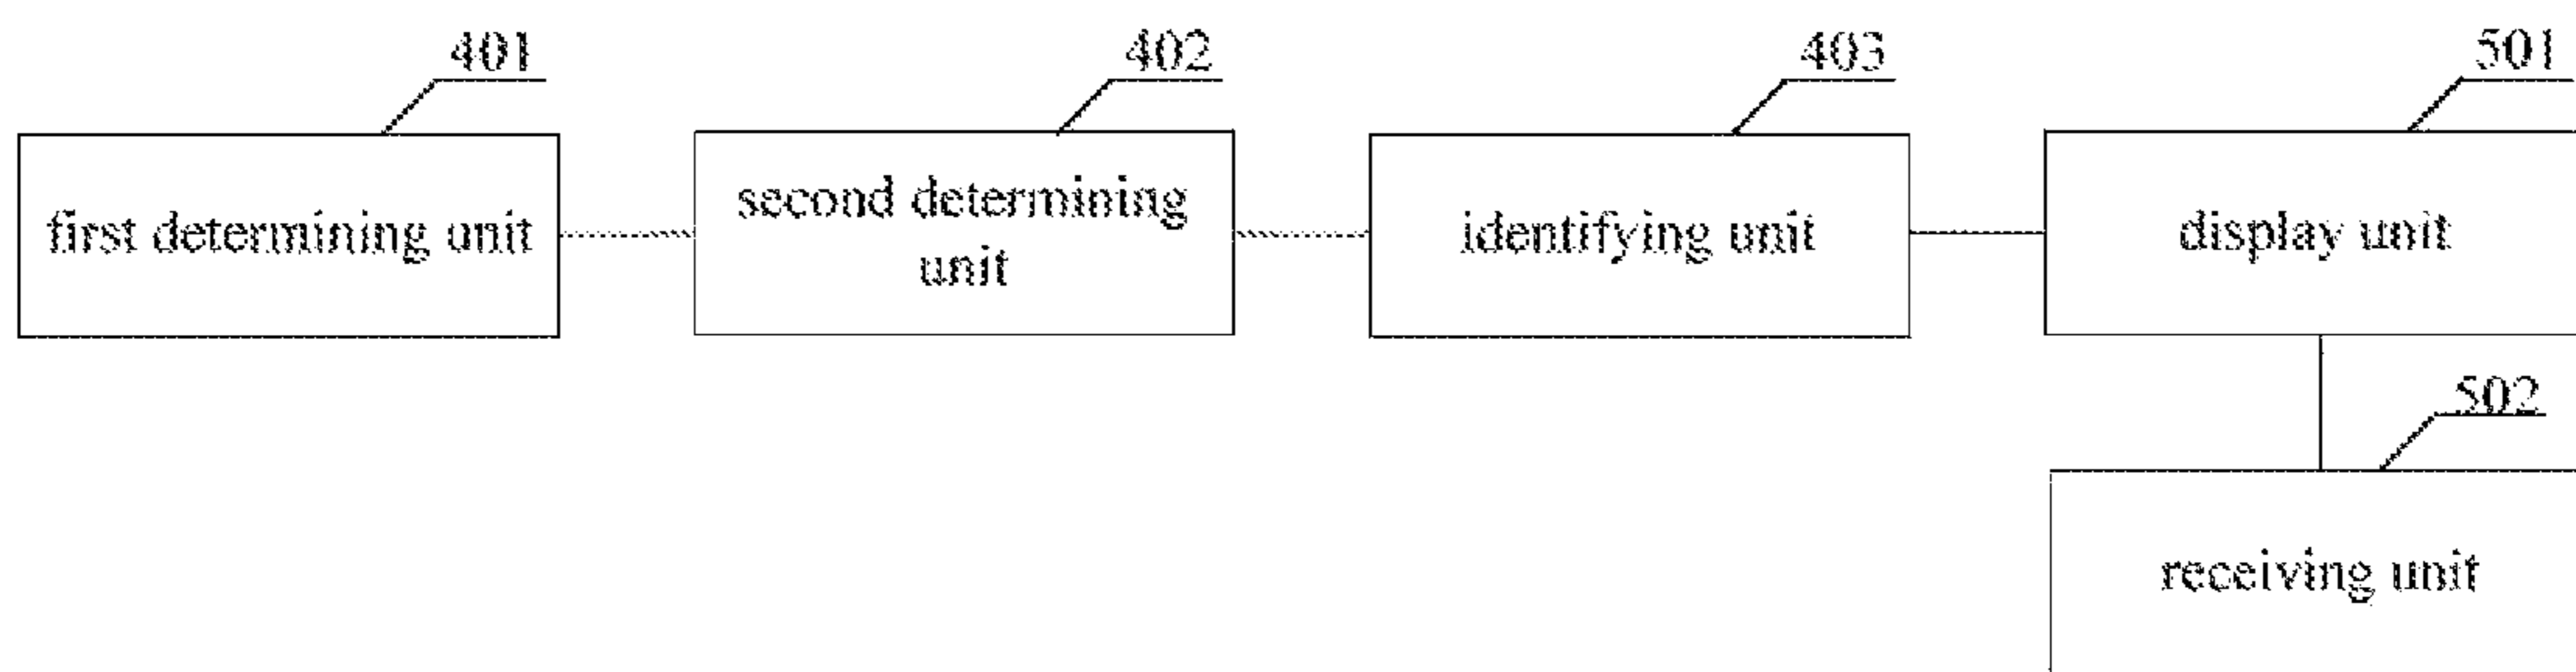 401
402
403
501
first determining unit
second determining
unit
identifying unit
display unit
502
receiving unit